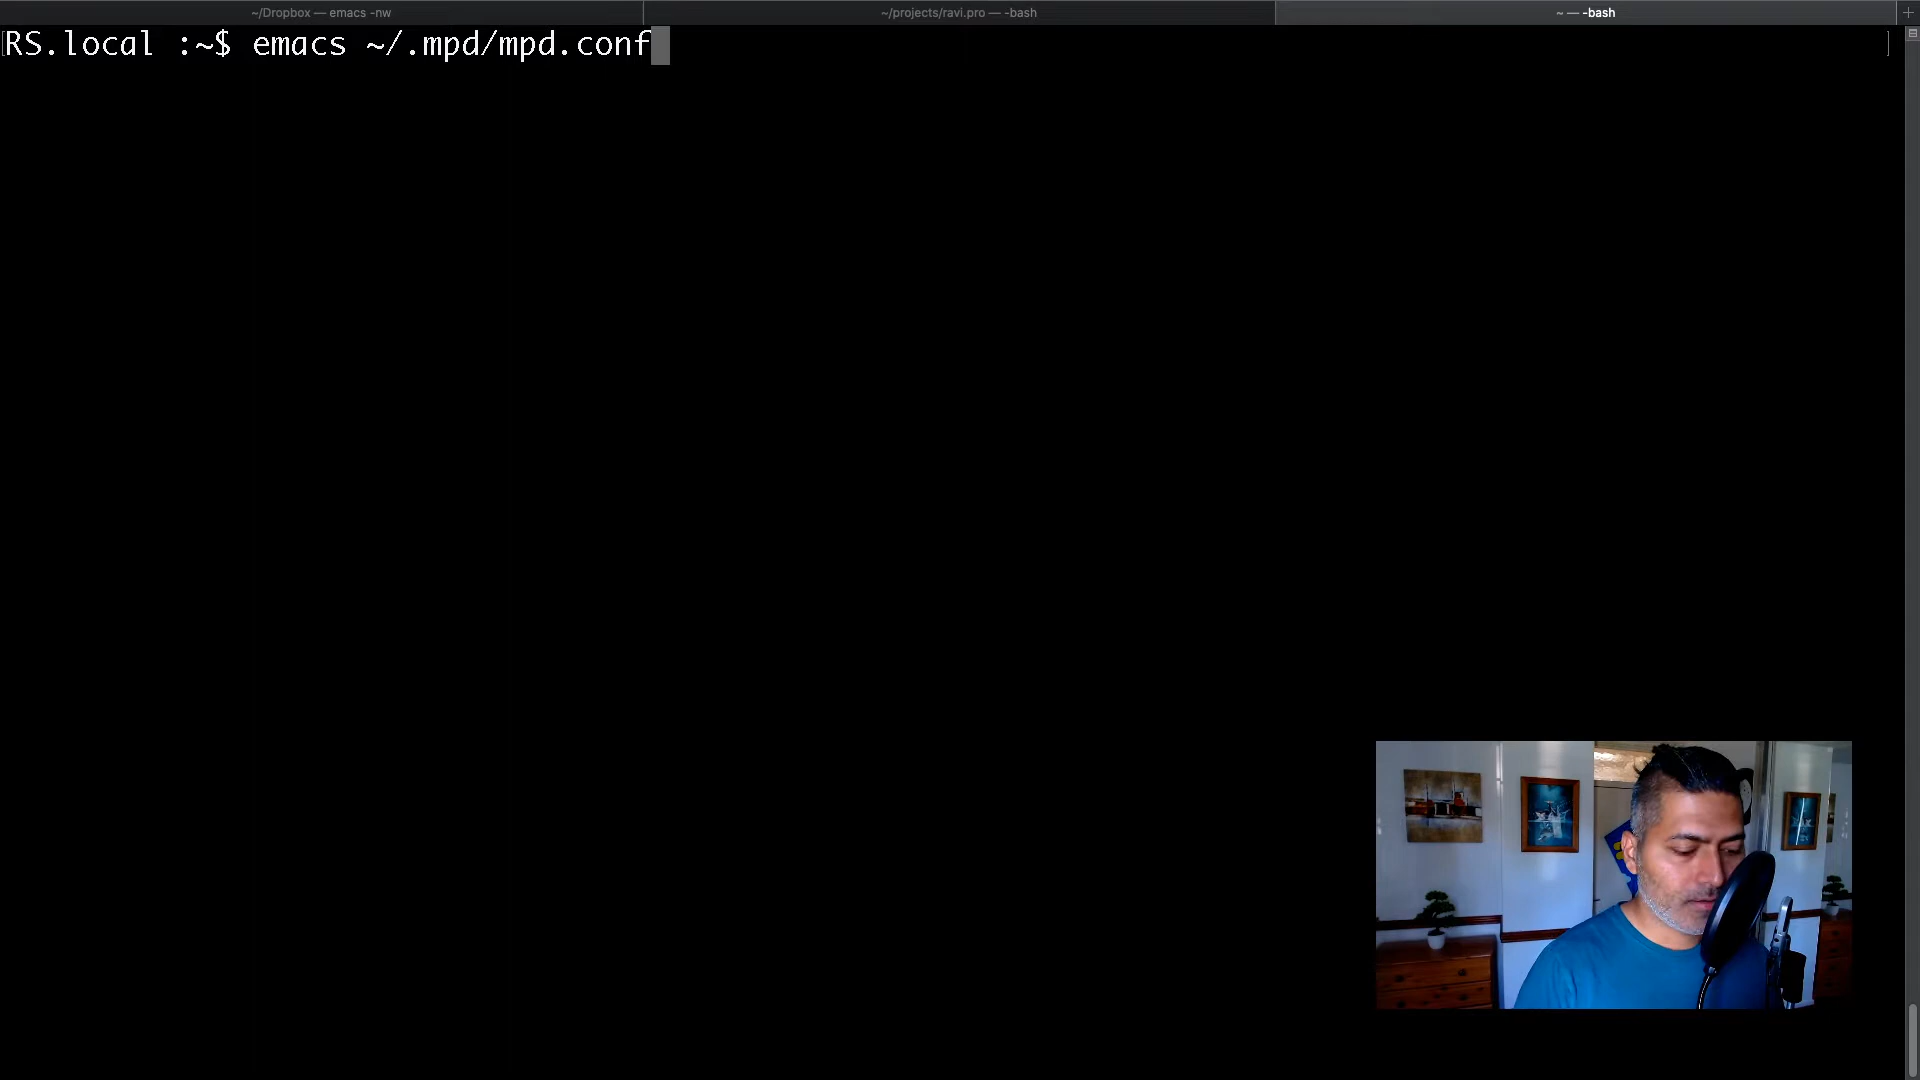 ~/Dropbox — emacs -nw
~/projects/ravi.pro — -bash
~ — -bash
RS.local :~$ emacs ~/.mpd/mpd.conf